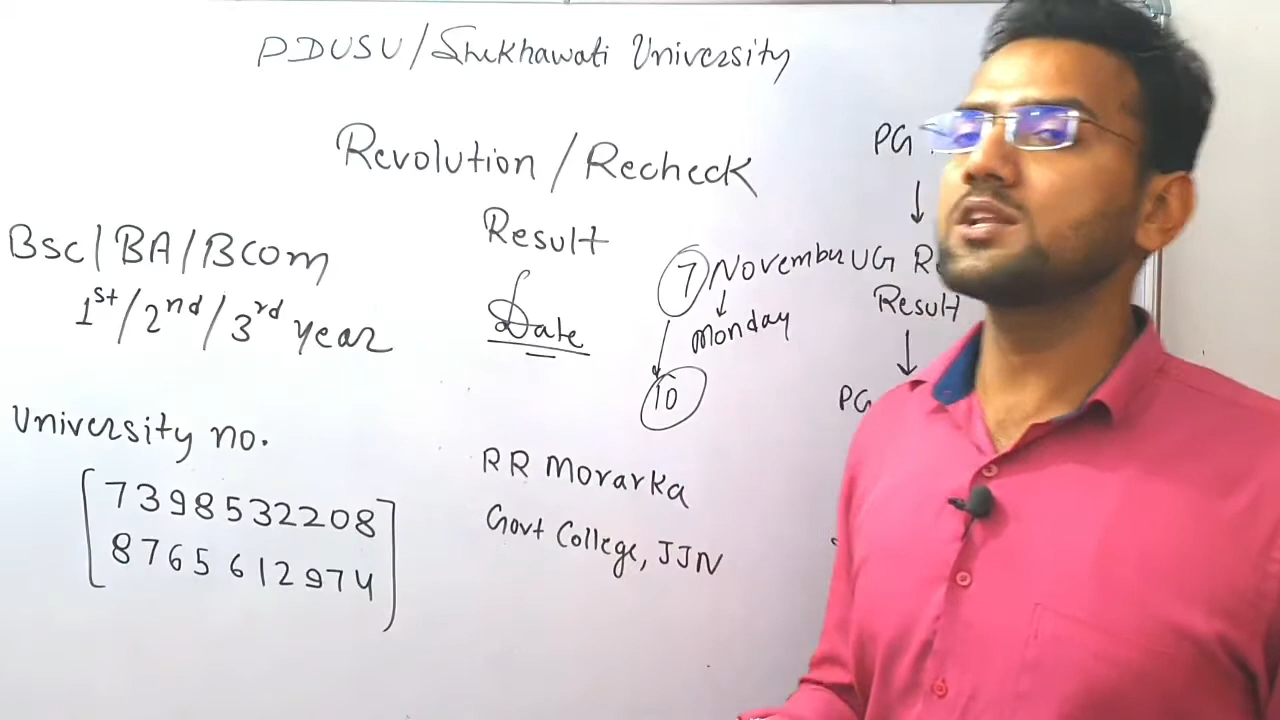 PDUSU/Shekhawati University
Revolution/Recheck
Result
Date
Bsc/BA/Bcom
1st/2nd/3rd year
7 November
Monday
10
University no.
7398532208
8765612974
RR Morarka
Govt College, JJN
PG
UG
Result
PG